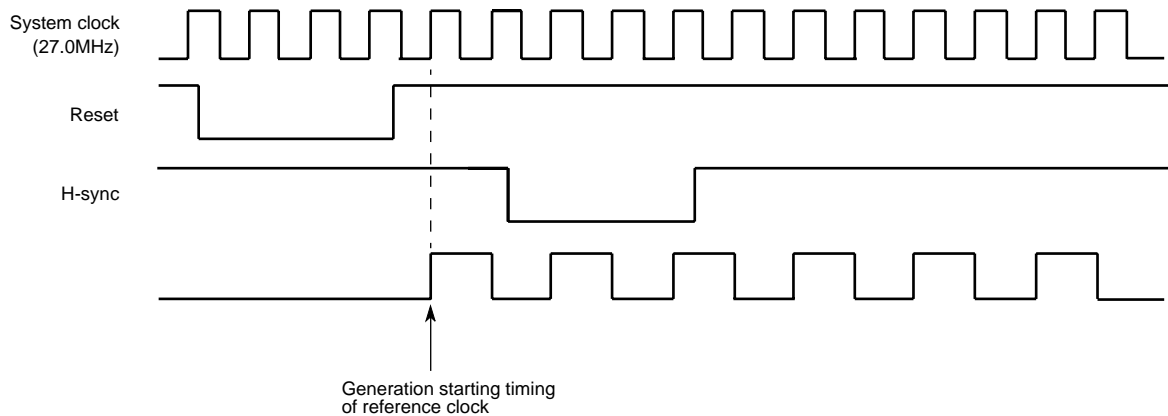 System clock
(27.0MHz)
Reset
H-sync
Generation starting timing
of reference clock